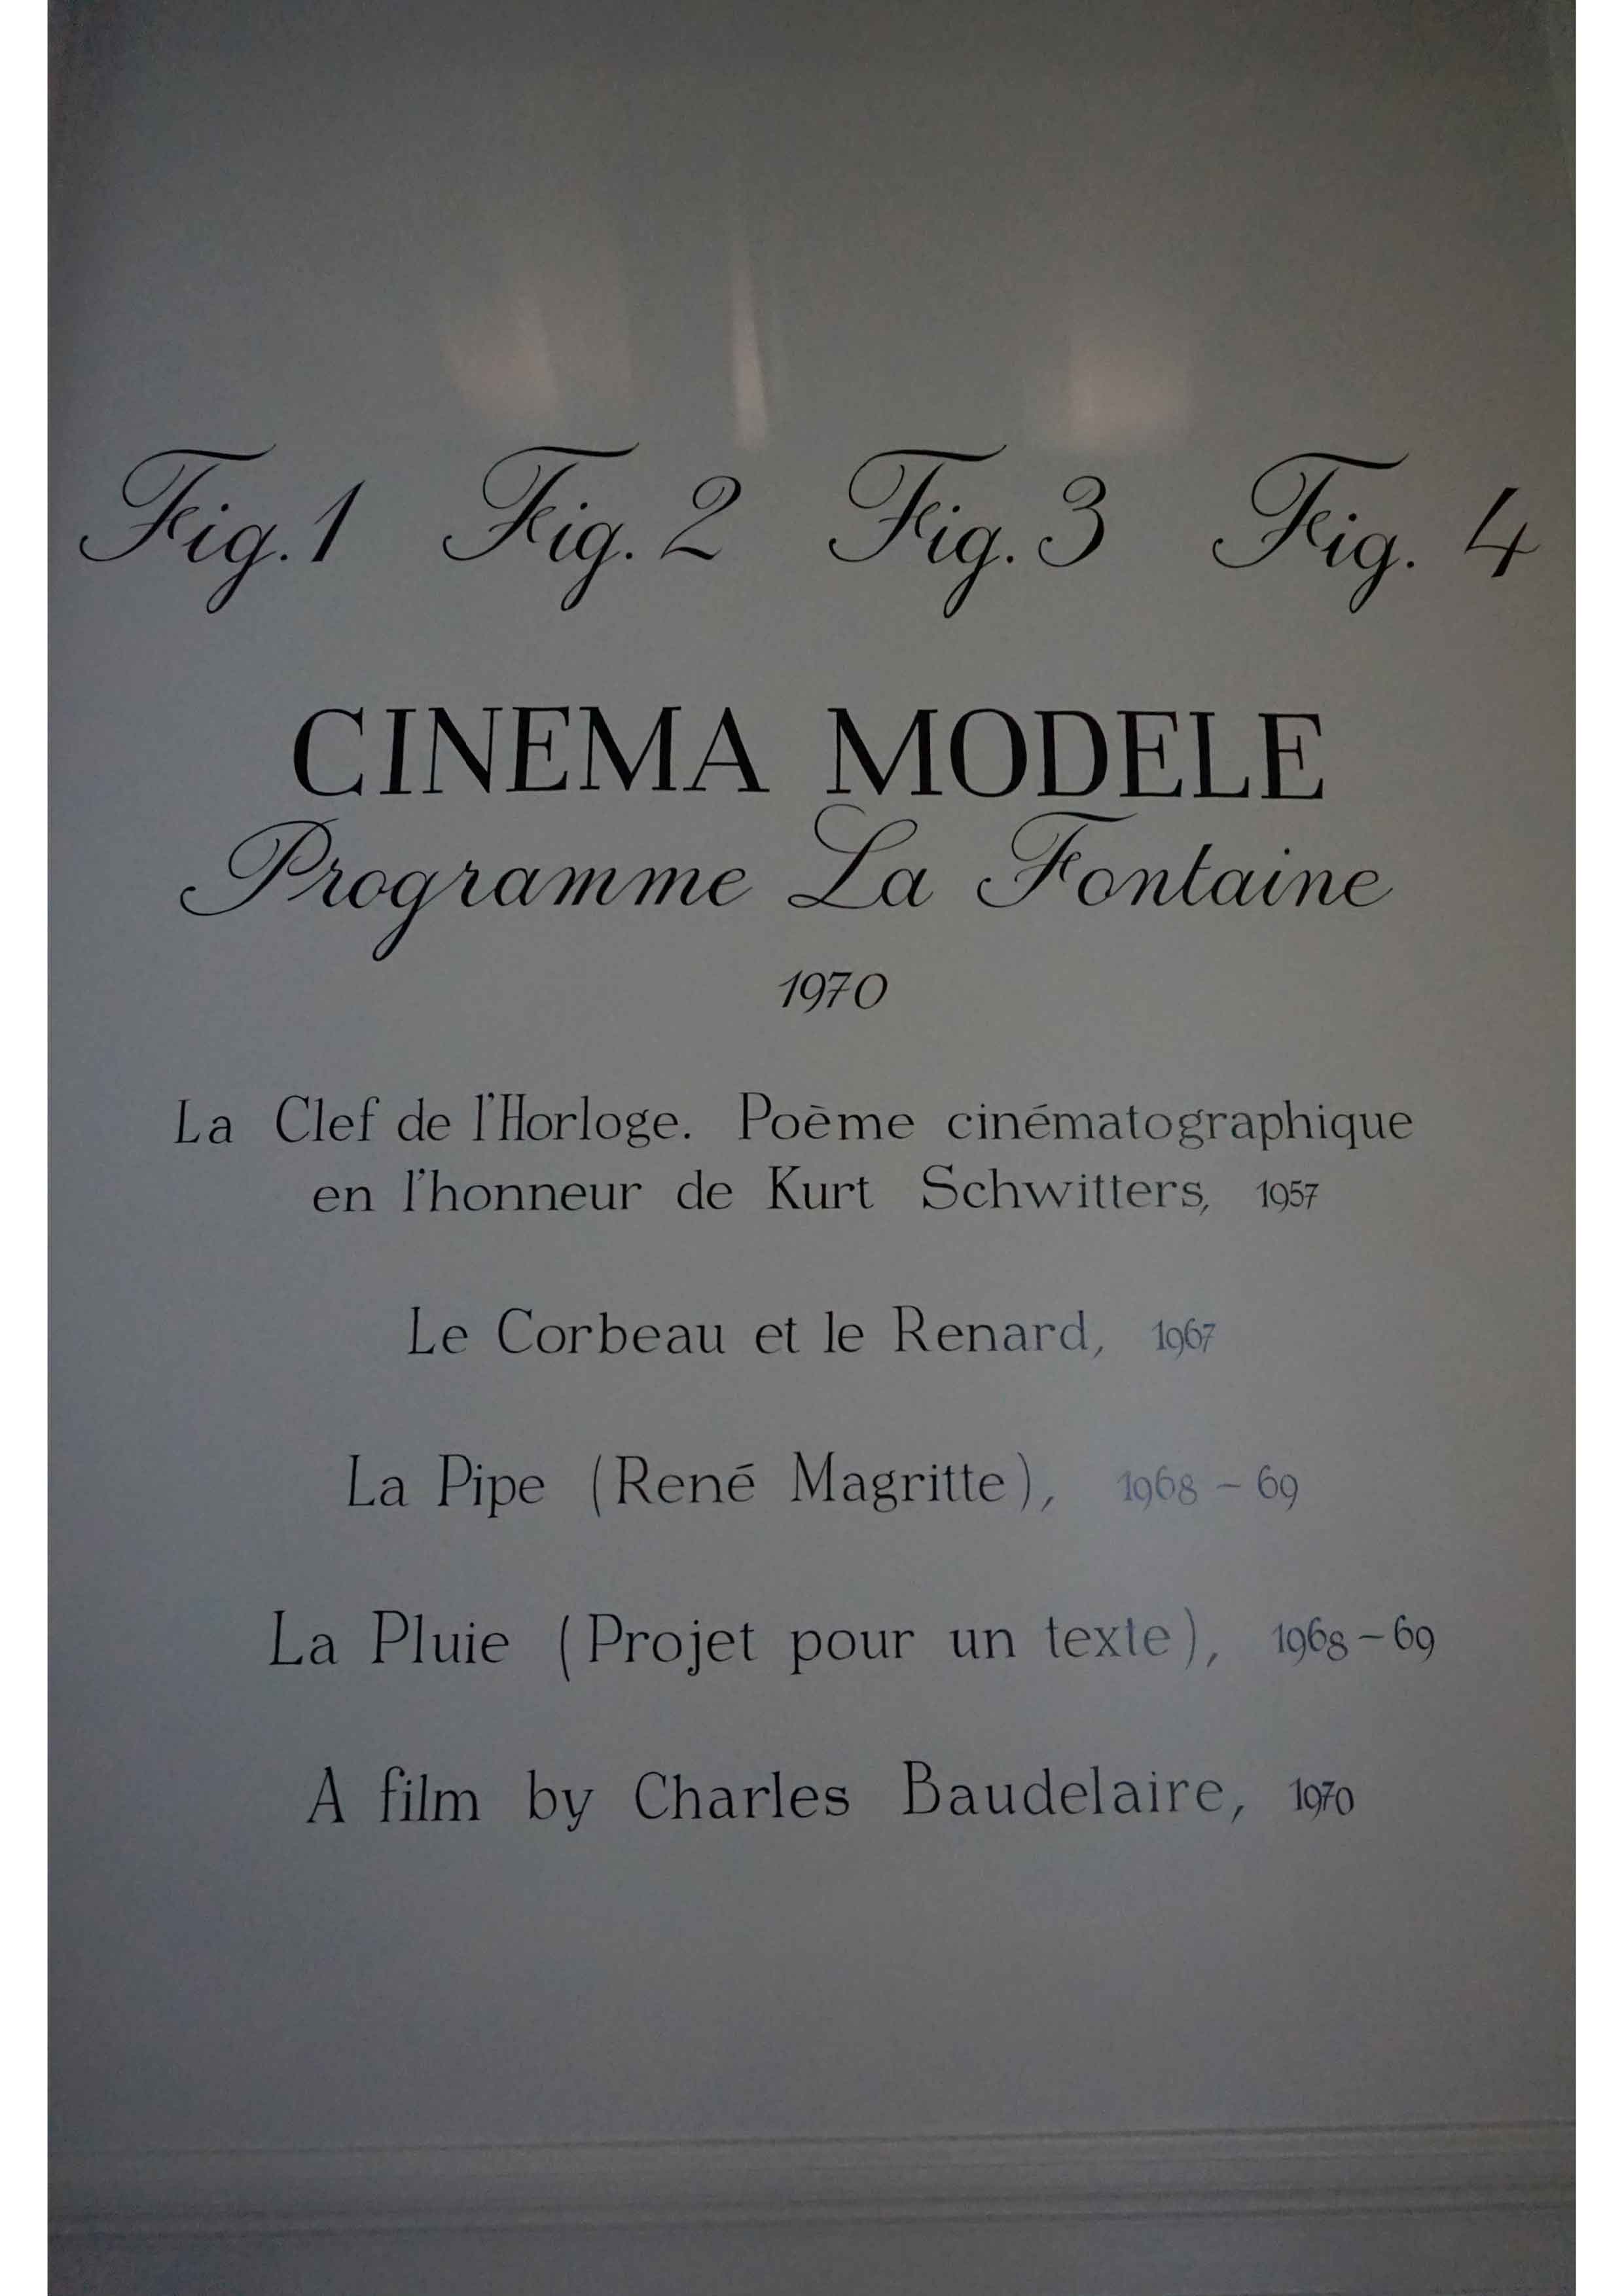 Fig.1 Fig. 2 Fig. 3 Fig. 4
CINEMA MODELE
Programme La Fontaine
1970
La Clef de l'Horloge. Poème cinématographique
en l'honneur de Kurt Schwitters, 1957
Le Corbeau et le Renard, 1967
La Pipe (René Magritte), 1968 - 69
La Pluie (Projet pour un texte), 1968 - 69
A film by Charles Baudelaire, 1970